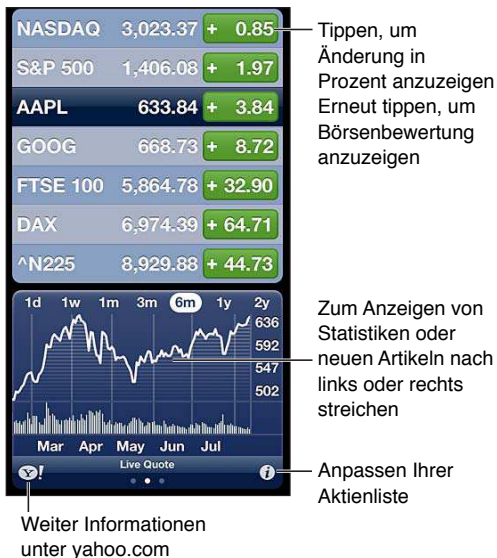 NASDAQ 3,023.37 + 0.85
S&P 500 1,406.08 + 1.97
AAPL 633.84 + 3.84
GOOG 668.73 + 8.72
FTSE 100 5,864.78 + 32.90
DAX 6,974.39 + 64.71
^N225 8,929.88 + 44.73
Tippen, um
Änderung in
Prozent anzuzeigen
Erneut tippen, um
Börsenbewertung
anzuzeigen
1d 1w 1m 3m 6m 1y 2y
636
592
547
502
Mar Apr May Jun Jul
Live Quote
Y!
i
Zum Anzeigen von
Statistiken oder
neuen Artikeln nach
links oder rechts
streichen
Anpassen Ihrer
Aktienliste
Weiter Informationen
unter yahoo.com